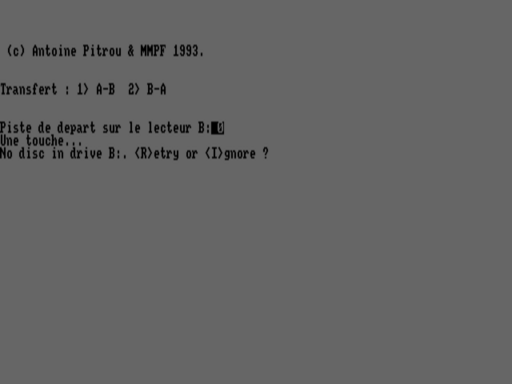 (c) Antoine Pitrou & MMPF 1993.
Transfert : 1) A-B 2) B-A
Piste de depart sur le lecteur B: 0
Une touche...
No disc in drive B:. <R>etry or <I>gnore ?